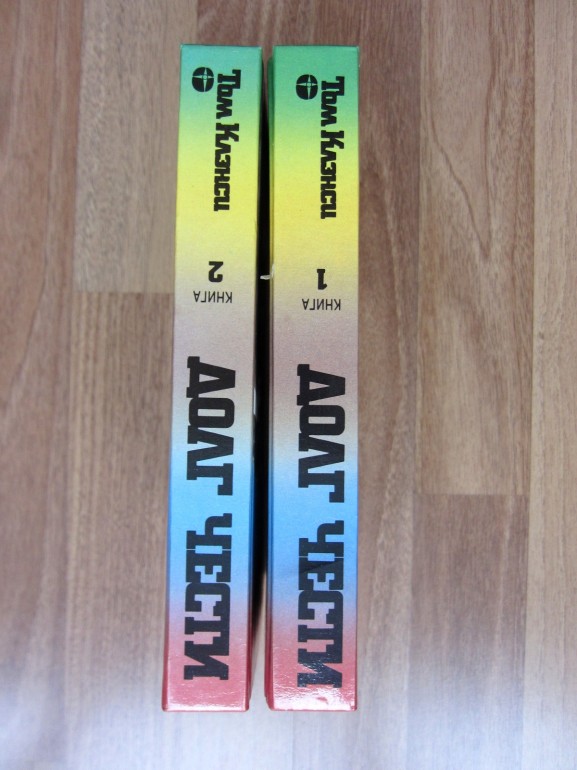 Том Клэнси
КНИГА
2
ДОЛГ ЧЕСТИ
Том Клэнси
КНИГА
1
ДОЛГ ЧЕСТИ